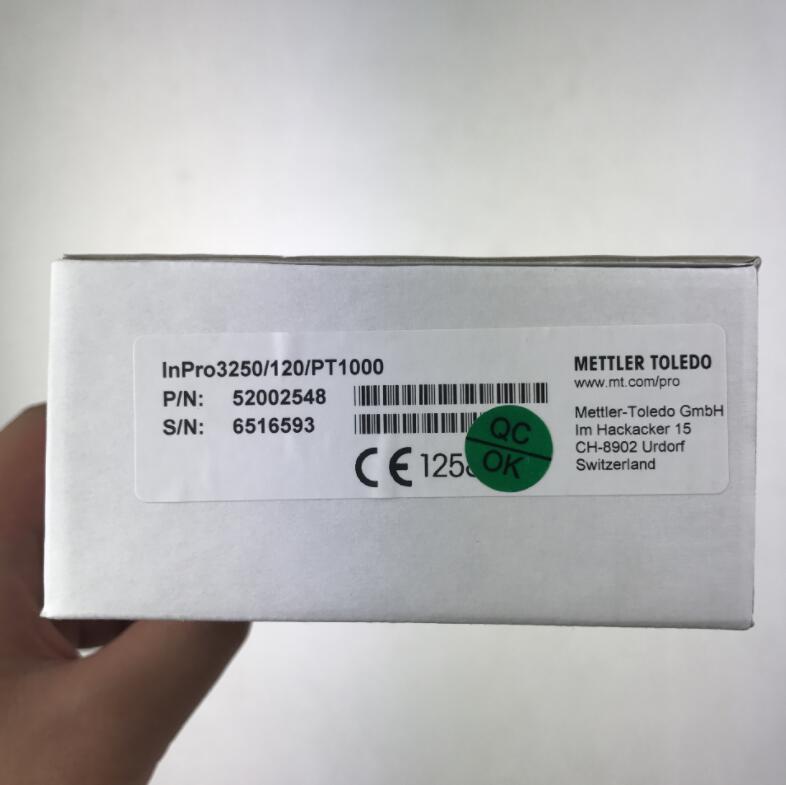 InPro3250/120/PT1000
P/N: 52002548
S/N: 6516593
CE 125
QC
OK
METTLER TOLEDO
www.mt.com/pro
Mettler-Toledo GmbH
Im Hackacker 15
CH-8902 Urdorf
Switzerland